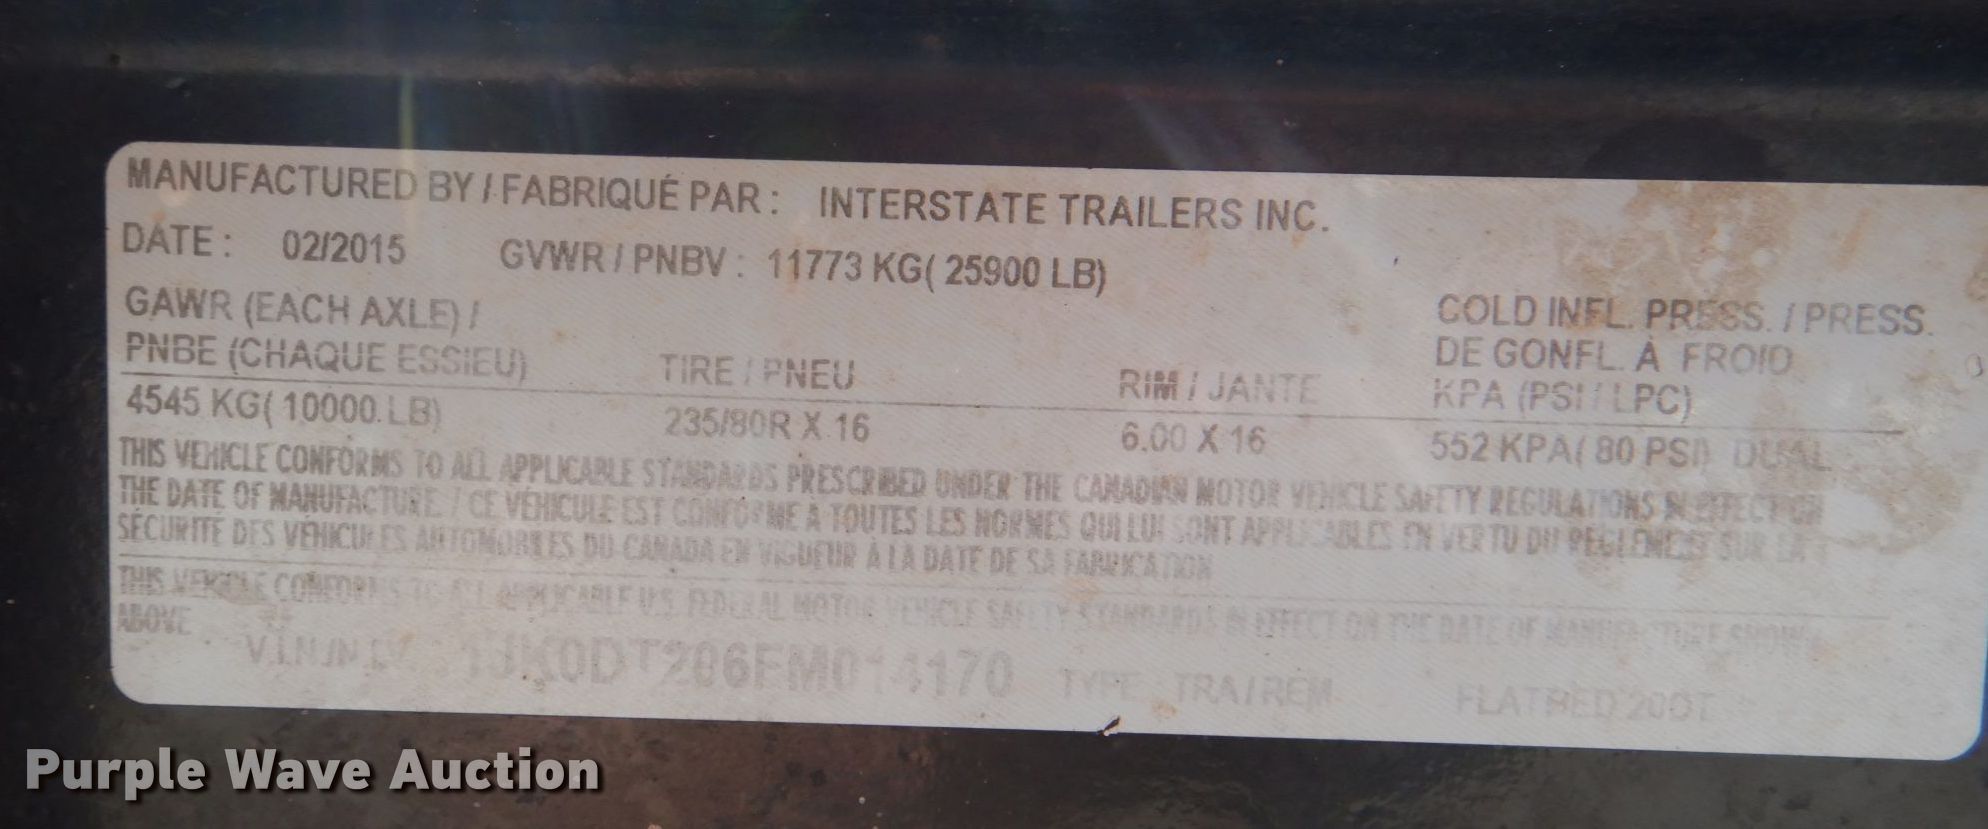 MANUFACTURED BY / FABRIQUÉ PAR : INTERSTATE TRAILERS INC.
DATE : 02/2015 GVWR / PNBV : 11773 KG( 25900 LB)
GAWR (EACH AXLE) /
PNBE (CHAQUE ESSIEU) TIRE / PNEU RIM / JANTE COLD INFL. PRESS. / PRESS.
DE GONFL. À FROID
KPA (PSI / LPC)
4545 KG( 10000. LB) 235/80R X 16 6.00 X 16 552 KPA( 80 PSI) DUAL
THIS VEHICLE CONFORMS TO ALL APPLICABLE STANDARDS PRESCRIBED UNDER THE CANADIAN MOTOR VEHICLE SAFETY REGULATIONS IN EFFECT ON
THE DATE OF MANUFACTURE / CE VÉHICULE EST CONFORME À TOUTES LES NORMES QUI LUI SONT APPLICABLES EN VERTU DU RÈGLEMENT SUR LA
SÉCURITÉ DES VÉHICULES AUTOMOBILES DU CANADA EN VIGUEUR À LA DATE DE SA FABRICATION
THIS VEHICLE CONFORMS TO ALL APPLICABLE U.S. FEDERAL MOTOR VEHICLE SAFETY STANDARDS IN EFFECT ON THE DATE OF MANUFACTURE SHOWN
ABOVE
V.I.N./N.I.V. 1JK0DT206FM014170 TYPE TRA/REM FLATBED 20DT
Purple Wave Auction